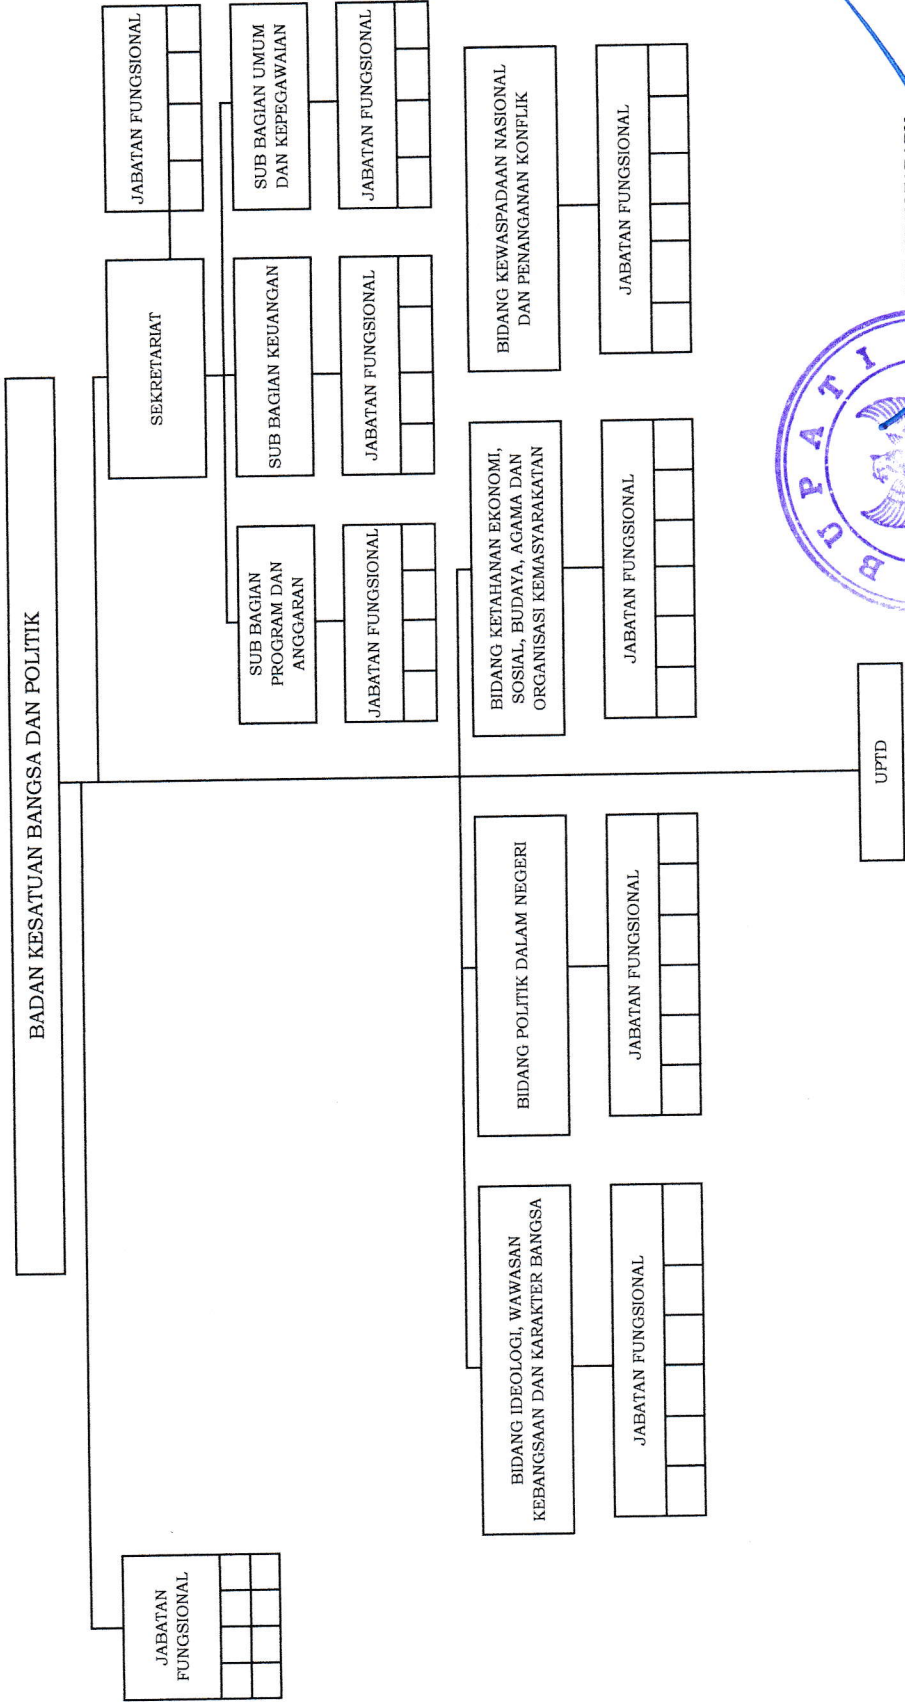 BADAN KESATUAN BANGSA DAN POLITIK
JABATAN
FUNGSIONAL
SEKRETARIAT
JABATAN FUNGSIONAL
SUB BAGIAN
PROGRAM DAN
ANGGARAN
SUB BAGIAN KEUANGAN
SUB BAGIAN UMUM
DAN KEPEGAWAIAN
JABATAN FUNGSIONAL
JABATAN FUNGSIONAL
JABATAN FUNGSIONAL
BIDANG IDEOLOGI, WAWASAN
KEBANGSAAN DAN KARAKTER BANGSA
BIDANG POLITIK DALAM NEGERI
BIDANG KETAHANAN EKONOMI,
SOSIAL, BUDAYA, AGAMA DAN
ORGANISASI KEMASYARAKATAN
BIDANG KEWASPADAAN NASIONAL
DAN PENANGANAN KONFLIK
JABATAN FUNGSIONAL
JABATAN FUNGSIONAL
JABATAN FUNGSIONAL
JABATAN FUNGSIONAL
UPTD
BUPATI